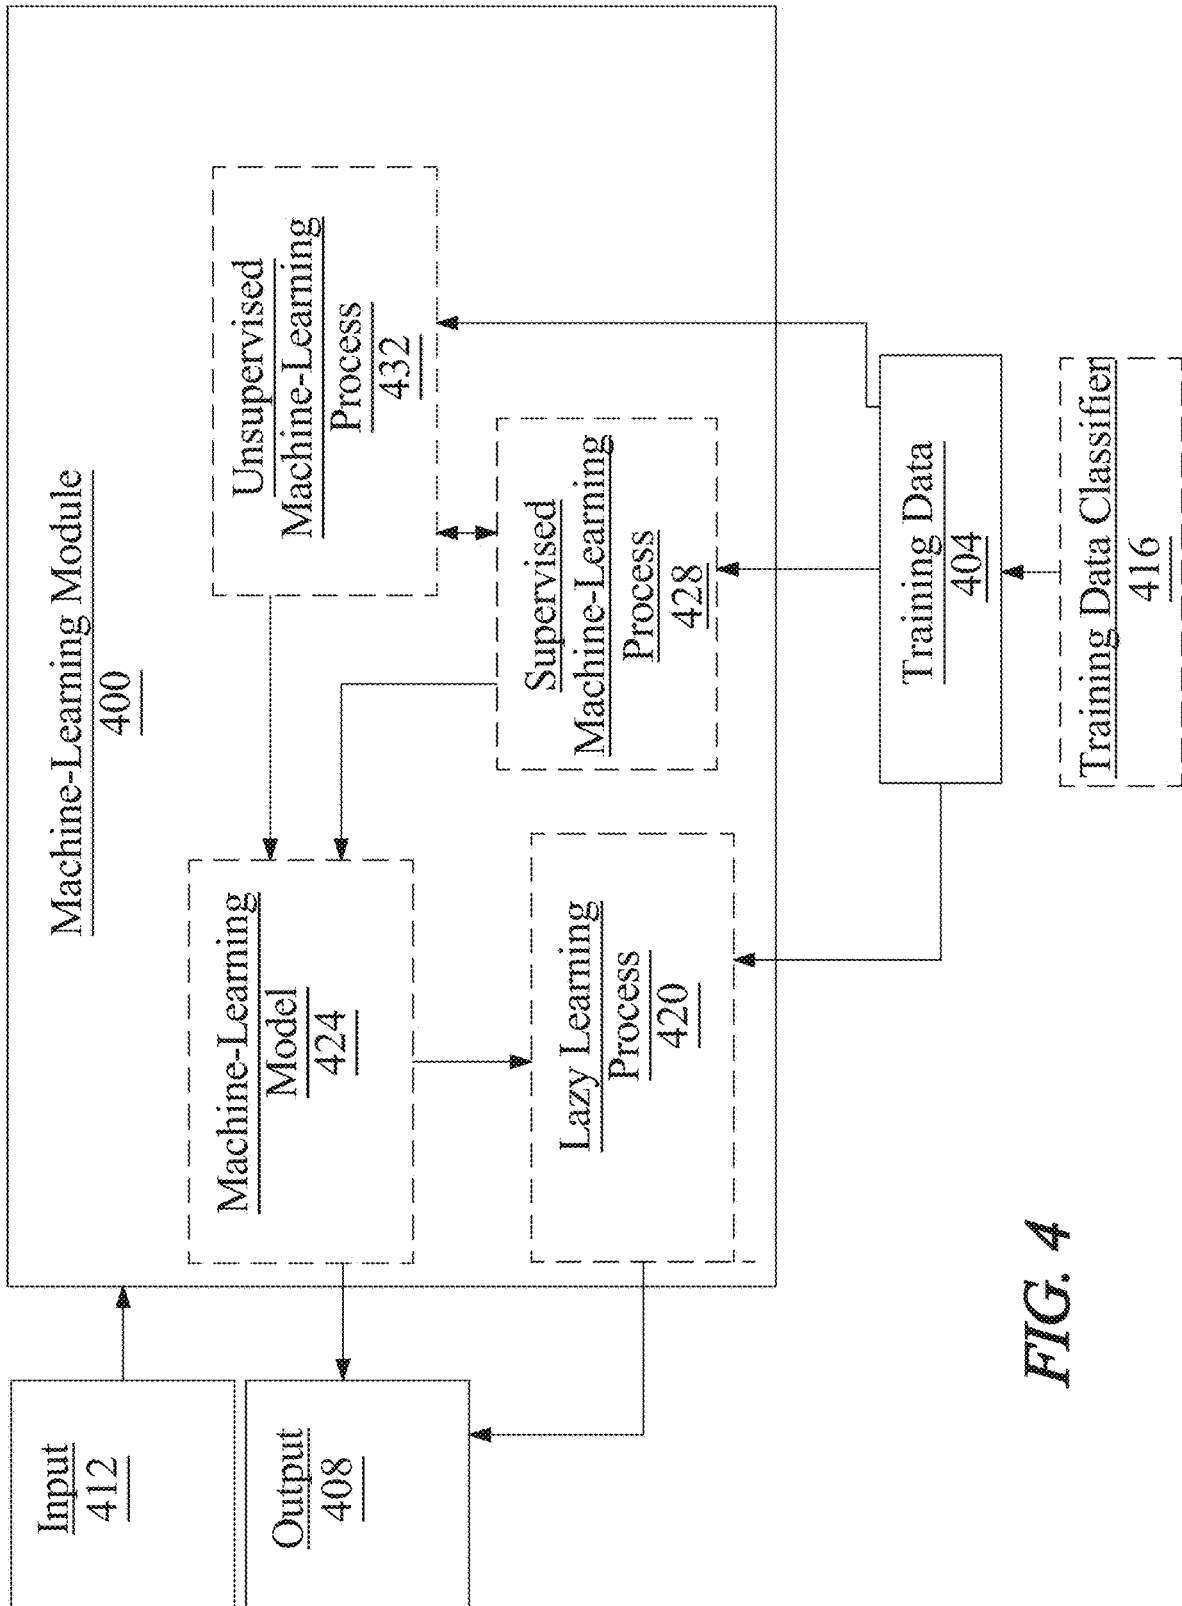 Machine-Learning Module
400
Input
412
Output
408
Machine-Learning
Model
424
Unsupervised
Machine-Learning
Process
432
Lazy Learning
Process
420
Supervised
Machine-Learning
Process
428
Training Data
404
Training Data Classifier
416
FIG. 4